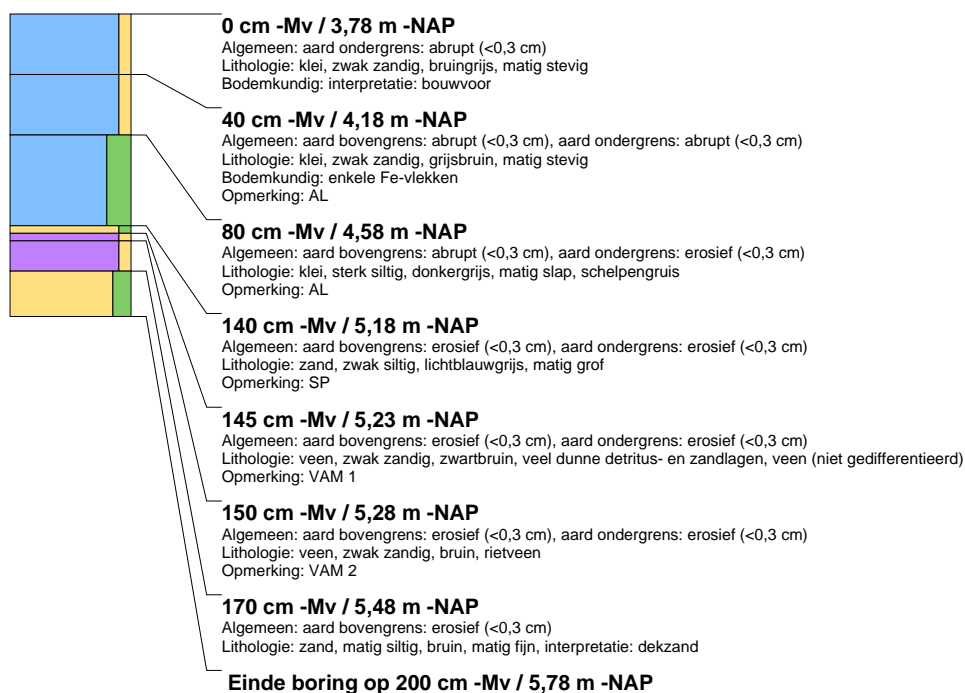 0 cm -Mv / 3,78 m -NAP
Algemeen: aard ondergrens: abrupt (<0,3 cm)
Lithologie: klei, zwak zandig, bruingrijs, matig stevig
Bodemkundig: interpretatie: bouwvoor
40 cm -Mv / 4,18 m -NAP
Algemeen: aard bovengrens: abrupt (<0,3 cm), aard ondergrens: abrupt (<0,3 cm)
Lithologie: klei, zwak zandig, grijsbruin, matig stevig
Bodemkundig: enkele Fe-vlekken
Opmerking: AL
80 cm -Mv / 4,58 m -NAP
Algemeen: aard bovengrens: abrupt (<0,3 cm), aard ondergrens: erosief (<0,3 cm)
Lithologie: klei, sterk siltig, donkergrijs, matig slap, schelpengruis
Opmerking: AL
140 cm -Mv / 5,18 m -NAP
Algemeen: aard bovengrens: erosief (<0,3 cm), aard ondergrens: erosief (<0,3 cm)
Lithologie: zand, zwak siltig, lichtblauwgrijs, matig grof
Opmerking: SP
145 cm -Mv / 5,23 m -NAP
Algemeen: aard bovengrens: erosief (<0,3 cm), aard ondergrens: erosief (<0,3 cm)
Lithologie: veen, zwak zandig, zwartbruin, veel dunne detritus- en zandlagen, veen (niet gedifferentieerd)
Opmerking: VAM 1
150 cm -Mv / 5,28 m -NAP
Algemeen: aard bovengrens: erosief (<0,3 cm), aard ondergrens: erosief (<0,3 cm)
Lithologie: veen, zwak zandig, bruin, rietveen
Opmerking: VAM 2
170 cm -Mv / 5,48 m -NAP
Algemeen: aard bovengrens: erosief (<0,3 cm)
Lithologie: zand, matig siltig, bruin, matig fijn, interpretatie: dekzand
Einde boring op 200 cm -Mv / 5,78 m -NAP